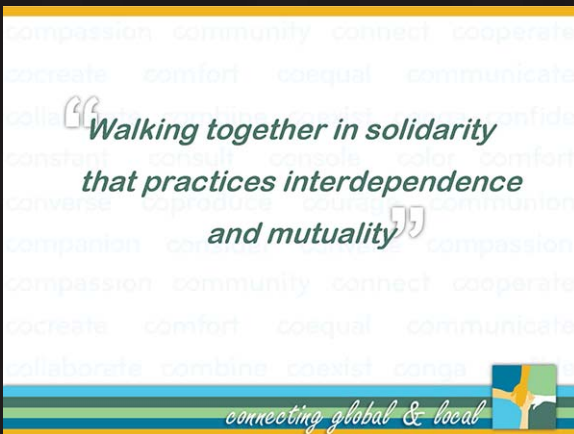 compassion community connect cooperate
cocreate comfort coequal communicate
“Walking together in solidarity
constant consult console color comfort
that practices interdependence
converse coproduce courage communion
and mutuality”
companion compassion
compassion community connect cooperate
cocreate comfort coequal communicate
collaborate combine coexist conga
connecting global & local